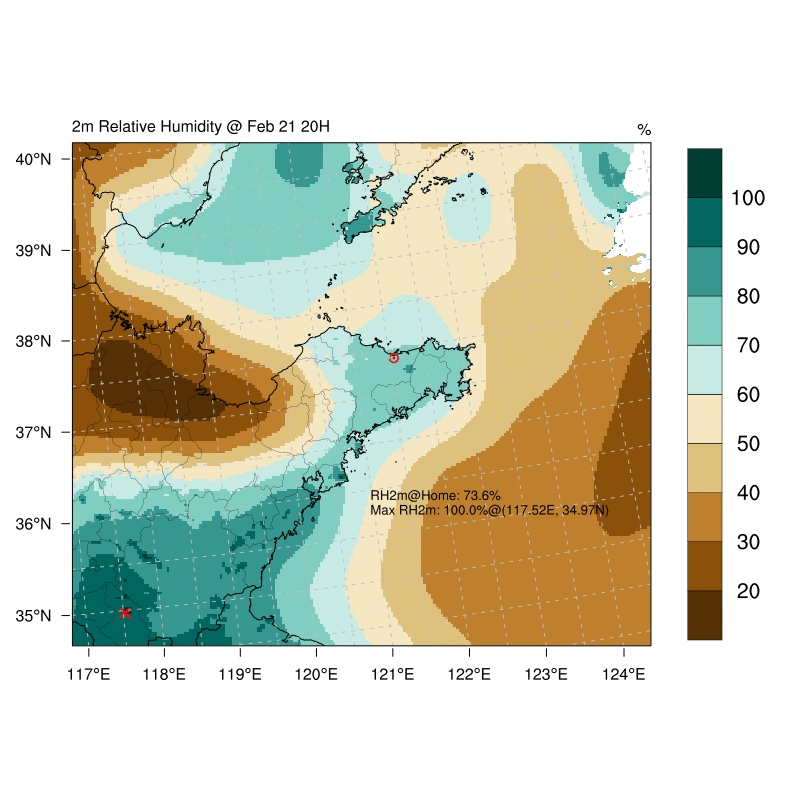 2m Relative Humidity @ Feb 21 20H
%
40°N
39°N
38°N
37°N
36°N
35°N
117°E
118°E
119°E
120°E
121°E
122°E
123°E
124°E
RH2m@Home: 73.6%
Max RH2m: 100.0%@(117.52E, 34.97N)
100
90
80
70
60
50
40
30
20